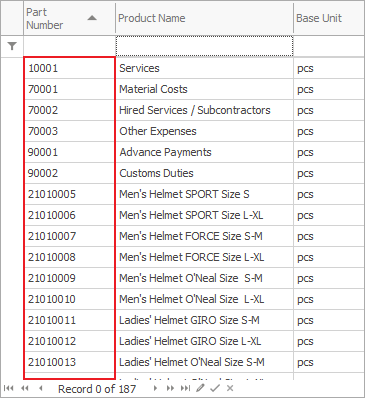 Part Number Product Name Base Unit
10001 Services pcs
70001 Material Costs pcs
70002 Hired Services / Subcontractors pcs
70003 Other Expenses pcs
90001 Advance Payments pcs
90002 Customs Duties pcs
21010005 Men's Helmet SPORT Size S pcs
21010006 Men's Helmet SPORT Size L-XL pcs
21010007 Men's Helmet FORCE Size S-M pcs
21010008 Men's Helmet FORCE Size L-XL pcs
21010009 Men's Helmet O'Neal Size  S-M pcs
21010010 Men's Helmet O'Neal Size  L-XL pcs
21010011 Ladies' Helmet GIRO Size S-M pcs
21010012 Ladies' Helmet GIRO Size L-XL pcs
21010013 Ladies' Helmet O'Neal Size S-M pcs
Record 0 of 187